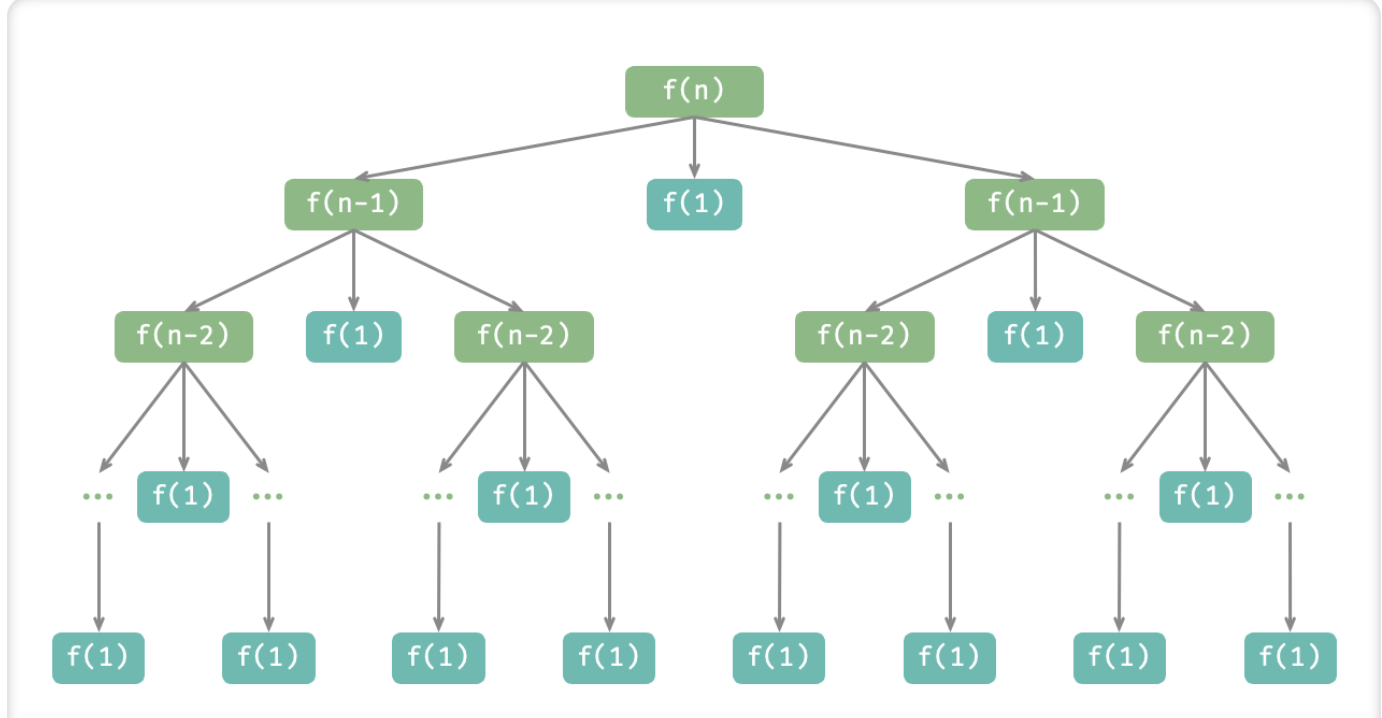 f(n)
f(n-1) f(1) f(n-1)
f(n-2) f(1) f(n-2) f(n-2) f(1) f(n-2)
... f(1) ... ... f(1) ... ... f(1) ... ... f(1) ...
f(1) f(1) f(1) f(1) f(1) f(1) f(1) f(1)